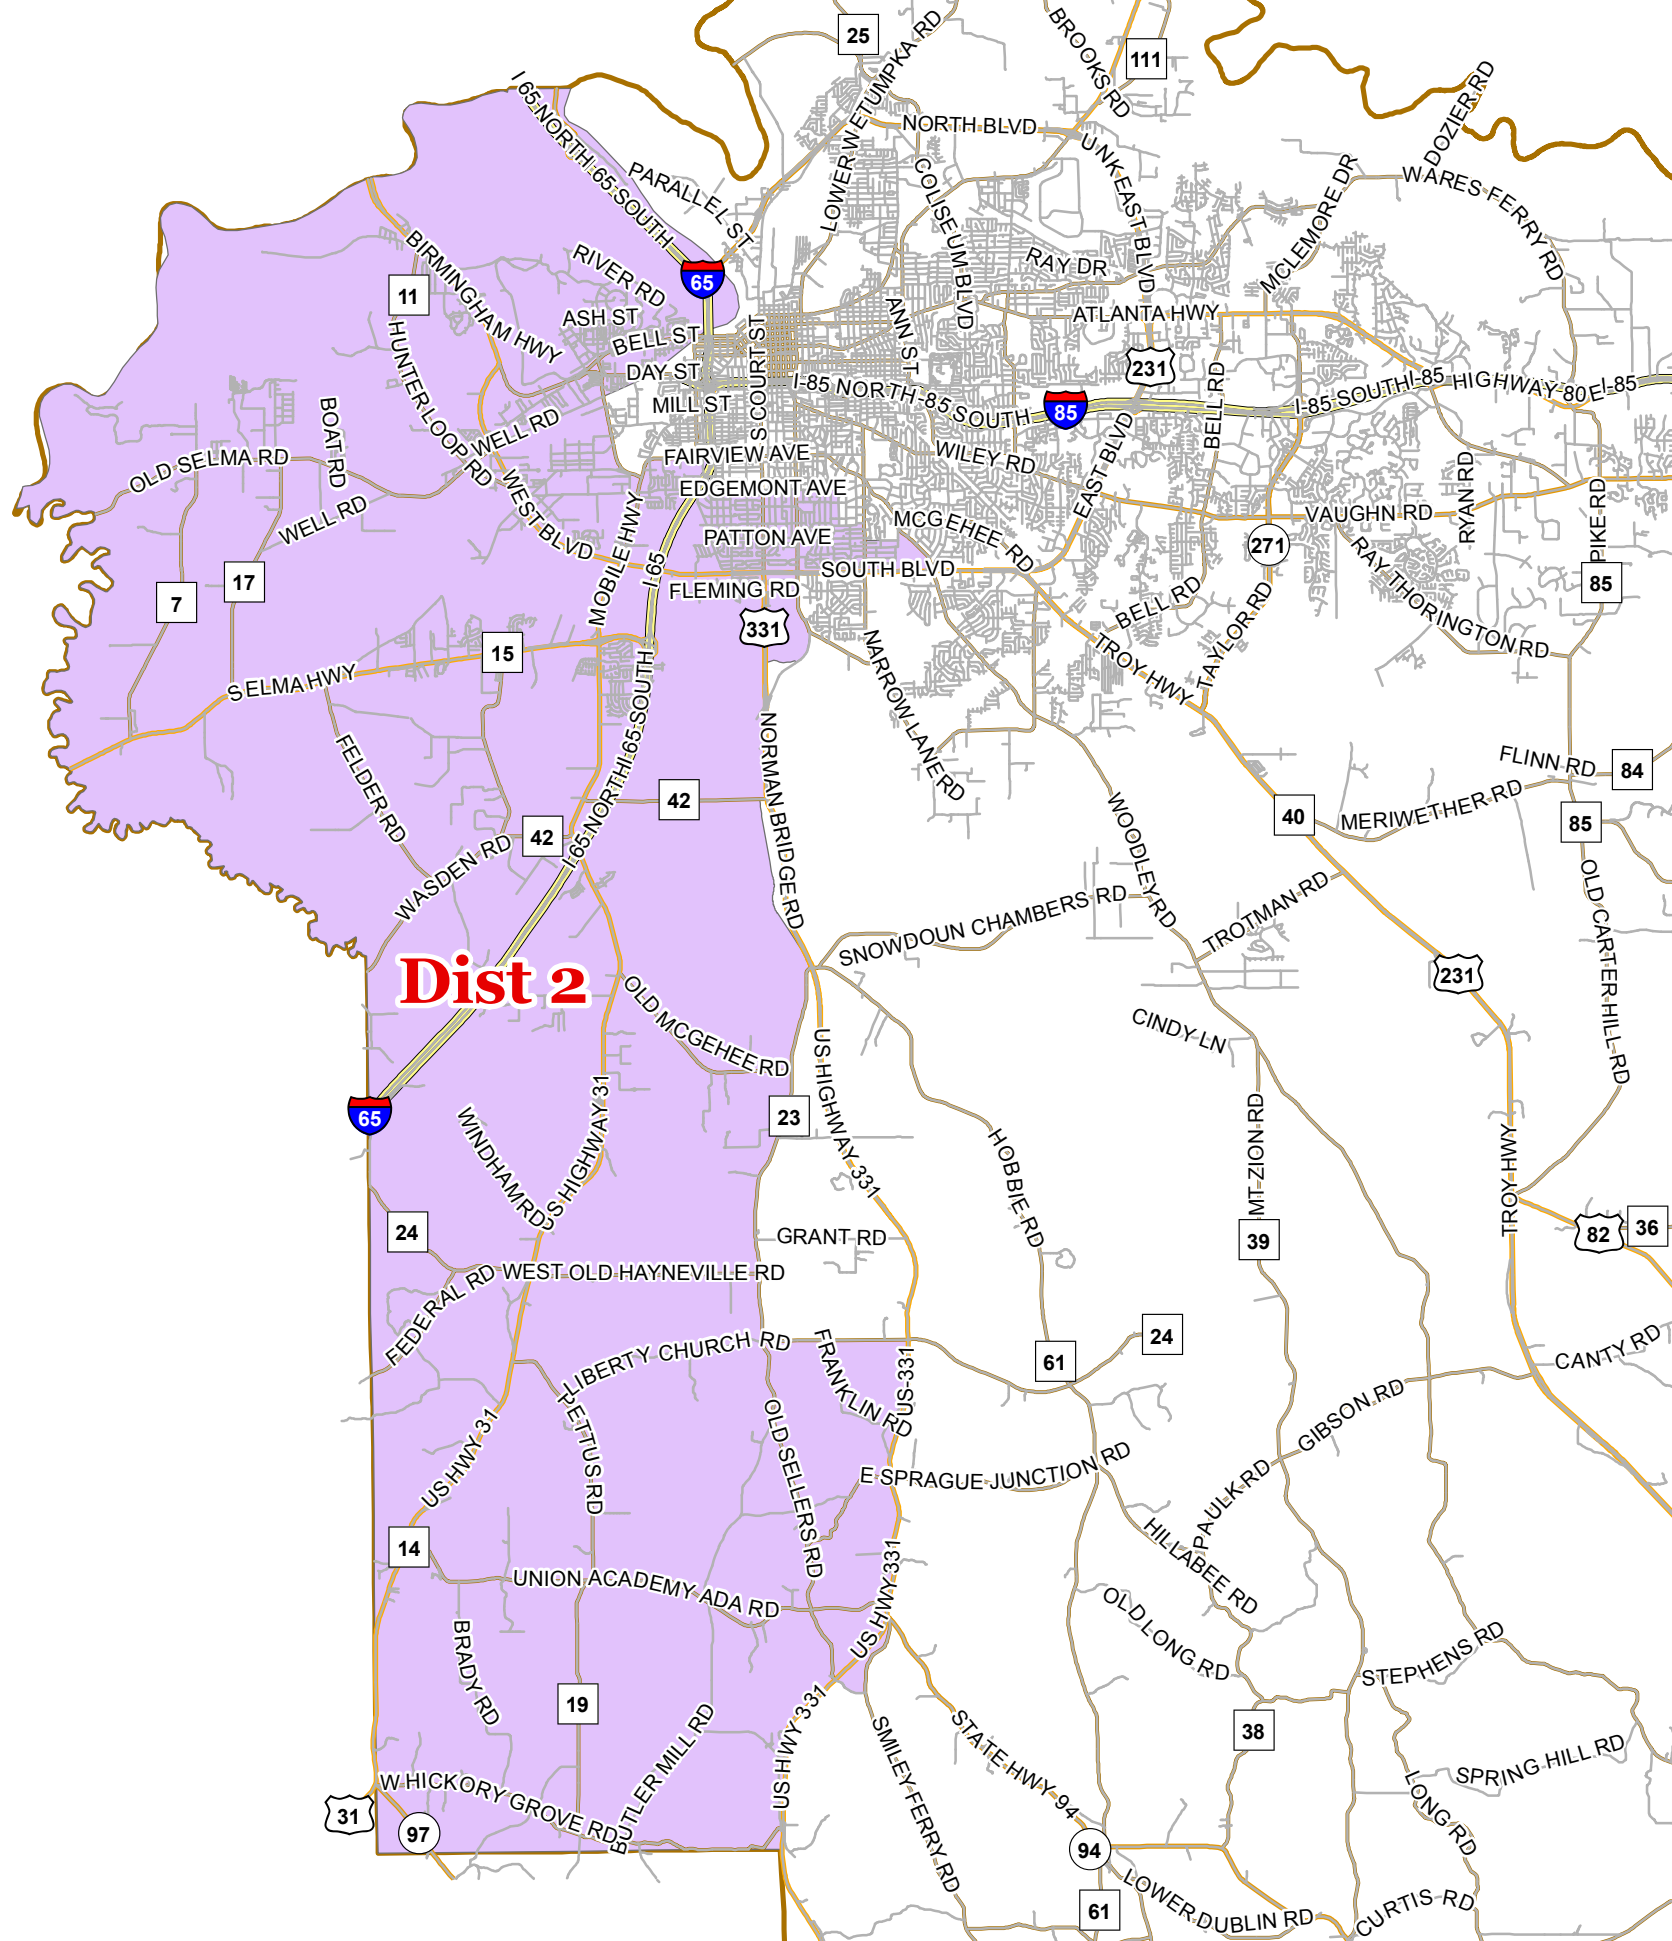 25
LOWER WETUMPKA RD
BROOKS RD
111
I 65 NORTH 65 SOUTH
NORTH BLVD
DOZIER RD
UNK EAST BLVD
PARALLEL ST
COLISEUM BLVD
MCLEMORE DR
WARES FERRY RD
BIRMINGHAM HWY
RIVER RD
65
RAY DR
11
ASH ST
ANN ST
ATLANTA HWY
HUNTER LOOP RD
BELL ST
S COURT ST
231
DAY ST
I-85 NORTH -85 SOUTH
85
BELL RD
I-85 SOUTH
I-85
HIGHWAY 80 E
I-85
BOAT RD
MILL ST
WELL RD
EAST BLVD
OLD SELMA RD
FAIRVIEW AVE
WILEY RD
RYAN RD
WEST BLVD
EDGEMONT AVE
PIKE RD
WELL RD
MOBILE HWY
PATTON AVE
MCGEHEE RD
VAUGHN RD
271
RAY THORINGTON RD
17
I 65
SOUTH BLVD
7
FLEMING RD
BELL RD
85
331
TAYLOR RD
15
NARROW LANE RD
TROY HWY
SELMA HWY
I 65 NORTH I-65 SOUTH
NORMAN BRIDGE RD
FELDER RD
FLINN RD
84
42
WOODLEY RD
40
MERIWETHER RD
42
85
WASDEN RD
OLD CARTER HILL RD
SNOWDOUN CHAMBERS RD
TROTMAN RD
Dist 2
231
OLD MCGEHEE RD
CINDY LN
US HIGHWAY 331
65
US HIGHWAY 31
23
WINDHAM RD
HOBBIE RD
MT ZION RD
TROY HWY
24
GRANT RD
39
82
36
WEST OLD HAYNEVILLE RD
FEDERAL RD
LIBERTY CHURCH RD
FRANKLIN RD
24
61
US-331
CANTY RD
PETTUS RD
GIBSON RD
OLD SELLERS RD
US HWY 31
E SPRAGUE JUNCTION RD
PAULK RD
14
HILLABEE RD
UNION ACADEMY ADA RD
US HWY 331
OLD LONG RD
BRADY RD
STEPHENS RD
19
38
US HWY 331
BUTLER MILL RD
SMILEY FERRY RD
STATE HWY 94
SPRING HILL RD
W HICKORY GROVE RD
LONG RD
31
97
94
LOWER DUBLIN RD
61
CURTIS RD